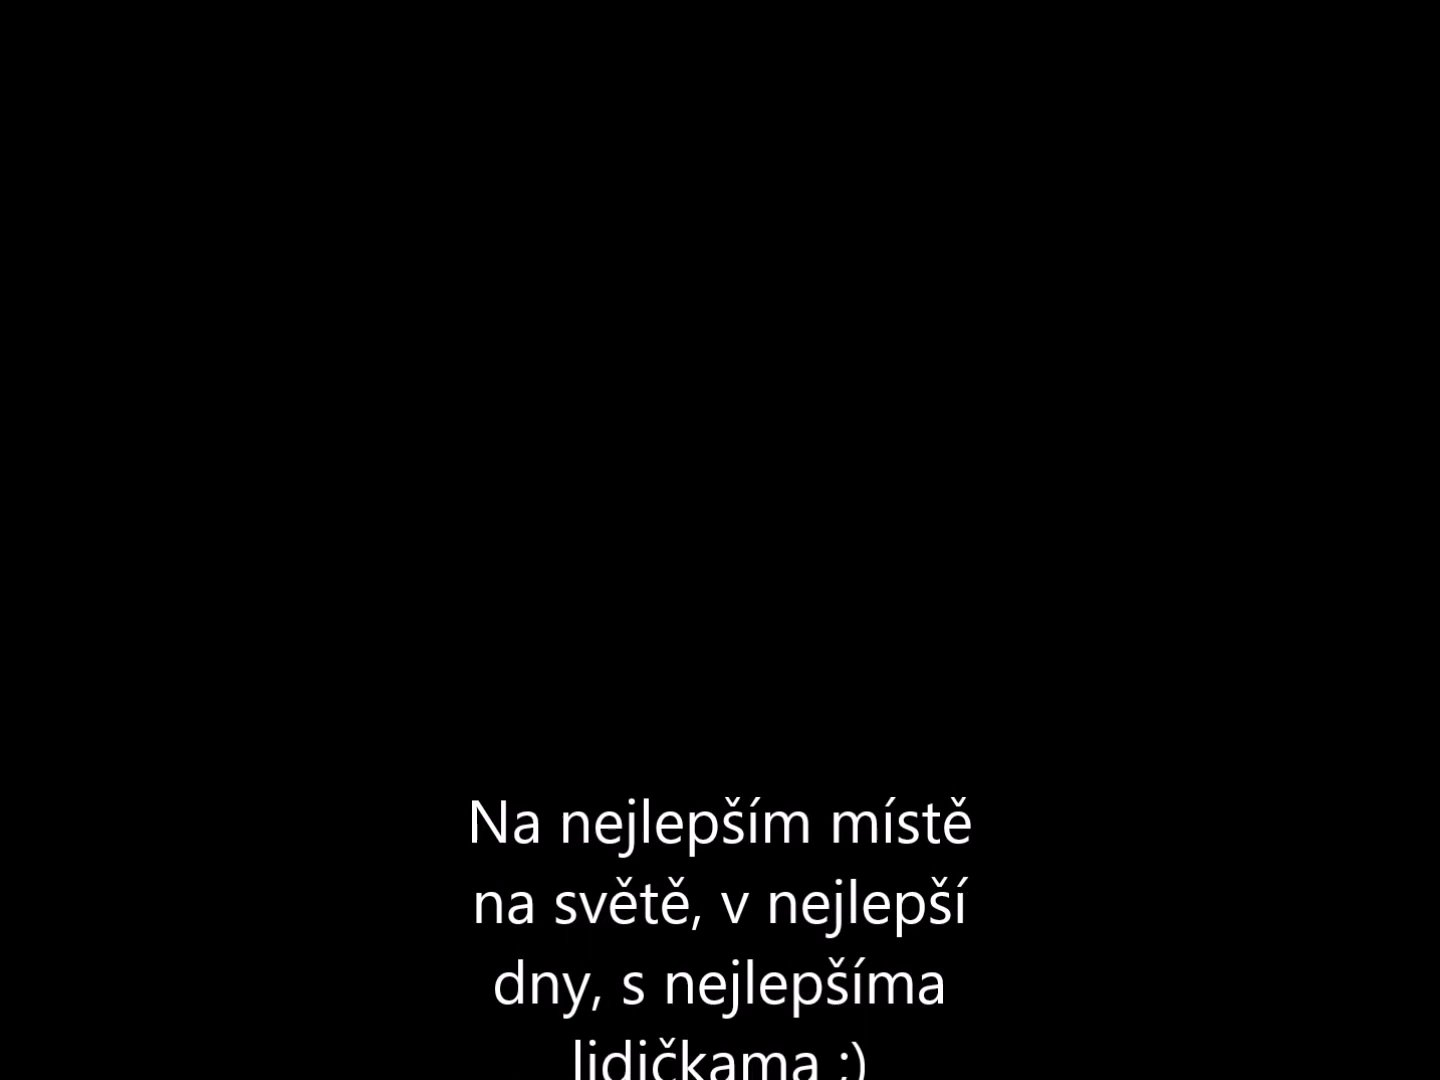 Na nejlepším místě
na světě, v nejlepší
dny, s nejlepšíma
lidičkama :)